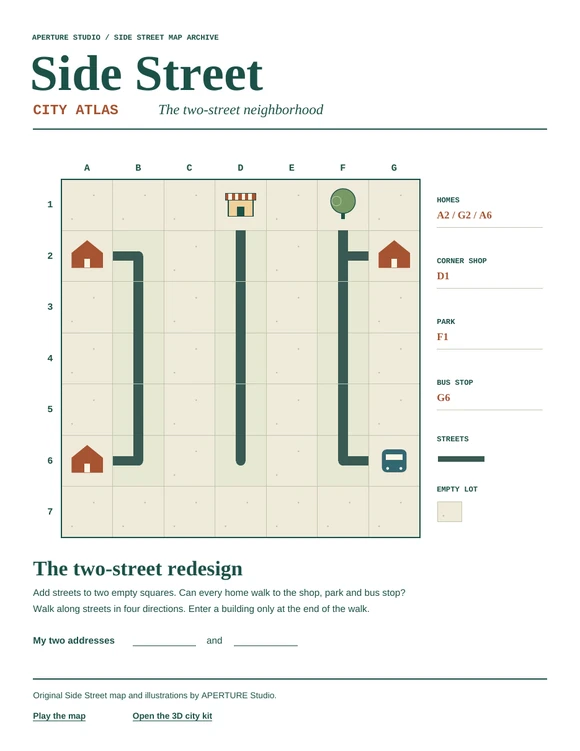 APERTURE STUDIO / SIDE STREET MAP ARCHIVE
Side Street
CITY ATLAS The two-street neighborhood
A B C D E F G
1
HOMES
A2 / G2 / A6
2
CORNER SHOP
D1
3
PARK
F1
4
BUS STOP
G6
5
STREETS
6
EMPTY LOT
7
The two-street redesign
Add streets to two empty squares. Can every home walk to the shop, park and bus stop?
Walk along streets in four directions. Enter a building only at the end of the walk.
My two addresses ____________ and ____________
Original Side Street map and illustrations by APERTURE Studio.
Play the map Open the 3D city kit